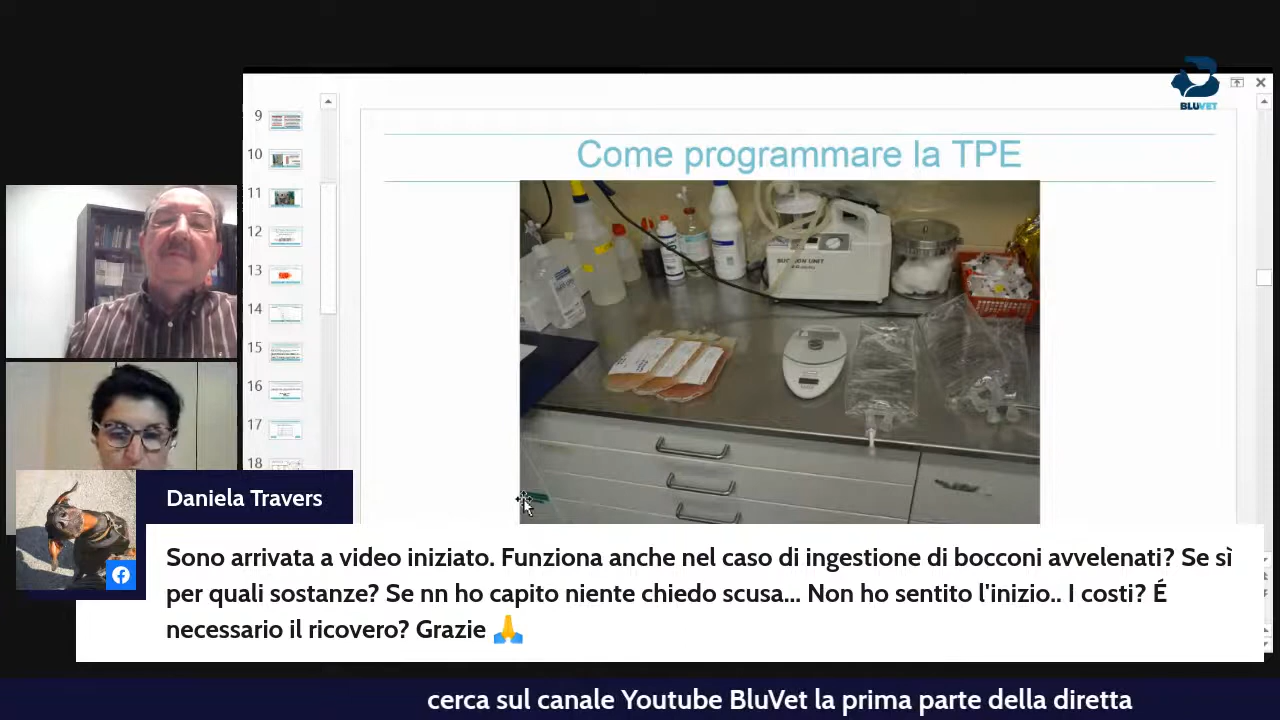 BLUVET
9
10
11
12
13
14
15
16
17
18
Come programmare la TPE
SUCTION UNIT
Daniela Travers
Sono arrivata a video iniziato. Funziona anche nel caso di ingestione di bocconi avvelenati? Se sì
per quali sostanze? Se nn ho capito niente chiedo scusa... Non ho sentito l'inizio.. I costi? É
necessario il ricovero? Grazie 🙏
cerca sul canale Youtube BluVet la prima parte della diretta